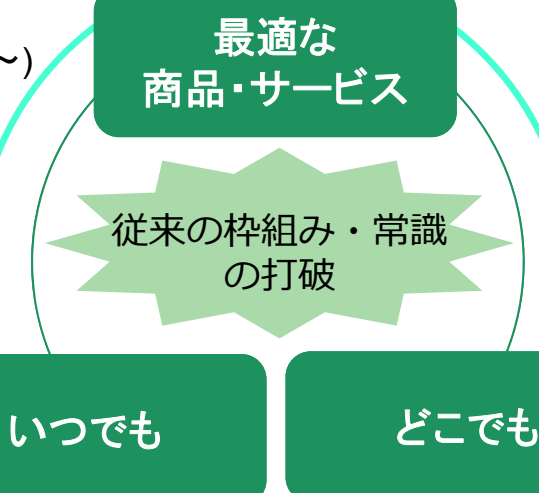 ～)
最適な
商品・サービス
従来の枠組み・常識
の打破
いつでも
どこでも